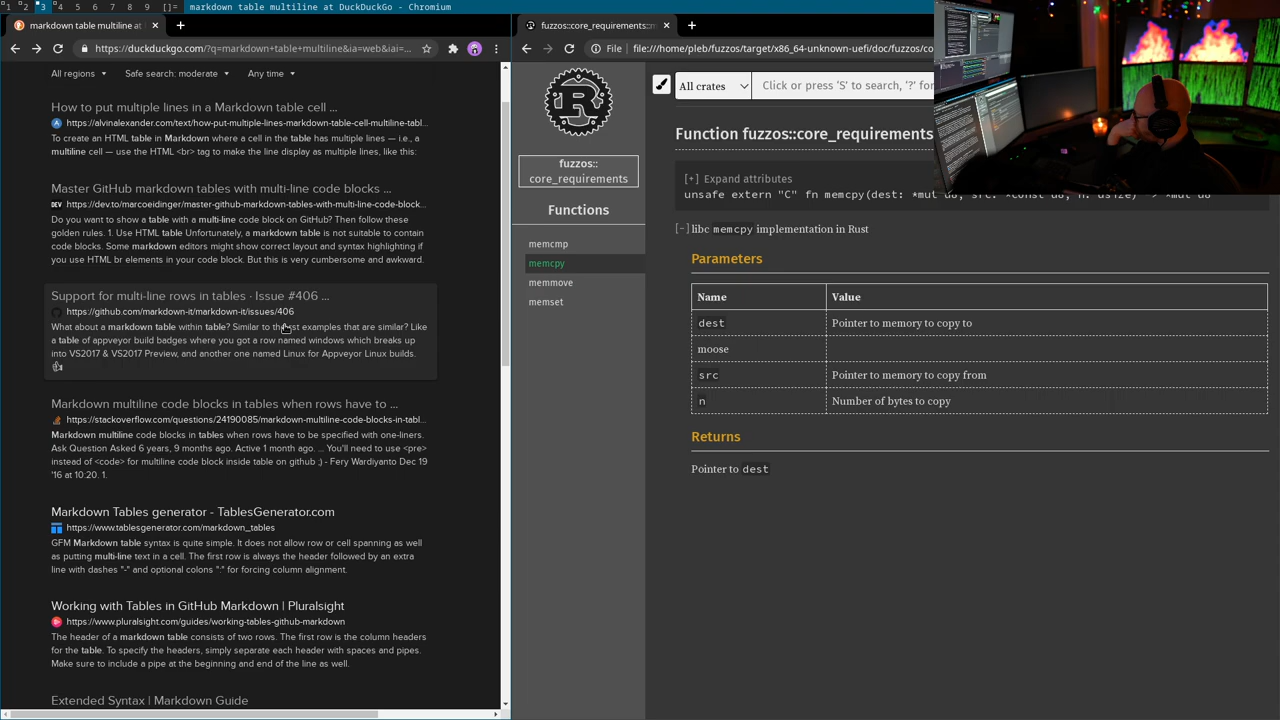 1 2 3 4 5 6 7 8 9 []= markdown table multiline at DuckDuckGo - Chromium
markdown table multiline at
https://duckduckgo.com/?q=markdown+table+multiline&ia=web&iai=...
All regions Safe search: moderate Any time
How to put multiple lines in a Markdown table cell ...
https://alvinalexander.com/text/how-put-multiple-lines-markdown-table-cell-multiline-tabl...
To create an HTML table in Markdown where a cell in the table has multiple lines — i.e., a
multiline cell — use the HTML <br> tag to make the line display as multiple lines, like this:
Master GitHub markdown tables with multi-line code blocks ...
DEV https://dev.to/marcoeidinger/master-github-markdown-tables-with-multi-line-code-block...
Do you want to show a table with a multi-line code block on GitHub? Then follow these
golden rules. 1. Use HTML table Unfortunately, a markdown table is not suitable to contain
code blocks. Some markdown editors might show correct layout and syntax highlighting if
you use HTML br elements in your code block. But this is very cumbersome and awkward.
Support for multi-line rows in tables · Issue #406 ...
https://github.com/markdown-it/markdown-it/issues/406
What about a markdown table within table? Similar to the examples that are similar? Like
a table of appveyor build badges where you got a row named windows which breaks up
into VS2017 & VS2017 Preview, and another one named Linux for Appveyor Linux builds.
👍
Markdown multiline code blocks in tables when rows have to ...
https://stackoverflow.com/questions/24190085/markdown-multiline-code-blocks-in-tabl...
Markdown multiline code blocks in tables when rows have to be specified with one-liners.
Ask Question Asked 6 years, 9 months ago. Active 1 month ago. ... You'll need to use <pre>
instead of <code> for multiline code block inside table on github ;) - Fery Wardiyanto Dec 19
'16 at 10:20. 1.
Markdown Tables generator - TablesGenerator.com
https://www.tablesgenerator.com/markdown_tables
GFM Markdown table syntax is quite simple. It does not allow row or cell spanning as well
as putting multi-line text in a cell. The first row is always the header followed by an extra
line with dashes "-" and optional colons ":" for forcing column alignment.
Working with Tables in GitHub Markdown | Pluralsight
https://www.pluralsight.com/guides/working-tables-github-markdown
The header of a markdown table consists of two rows. The first row is the column headers
for the table. To specify the headers, simply separate each header with spaces and pipes.
Make sure to include a pipe at the beginning and end of the line as well.
Extended Syntax | Markdown Guide
fuzzos::core_requirements::m
File file:///home/pleb/fuzzos/target/x86_64-unknown-uefi/doc/fuzzos/co
fuzzos::
core_requirements
Functions
memcmp
memcpy
memmove
memset
All crates Click or press 'S' to search, '?' for
Function fuzzos::core_requirements
[+] Expand attributes
unsafe extern "C" fn memcpy(dest: *mut u8, src: *const u8, n: usize) -> *mut u8
[-] libc memcpy implementation in Rust
Parameters
Name Value
dest Pointer to memory to copy to
moose
src Pointer to memory to copy from
n Number of bytes to copy
Returns
Pointer to dest